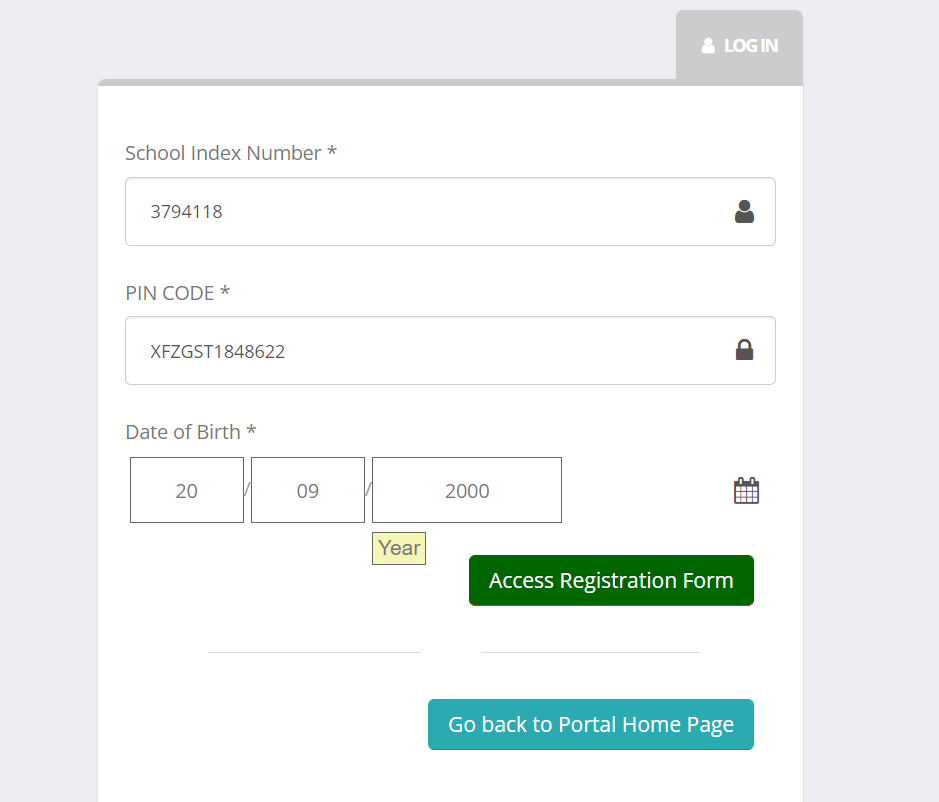 LOG IN
School Index Number *
3794118
PIN CODE *
XFZGST1848622
Date of Birth *
20 / 09 / 2000
Year
Access Registration Form
Go back to Portal Home Page